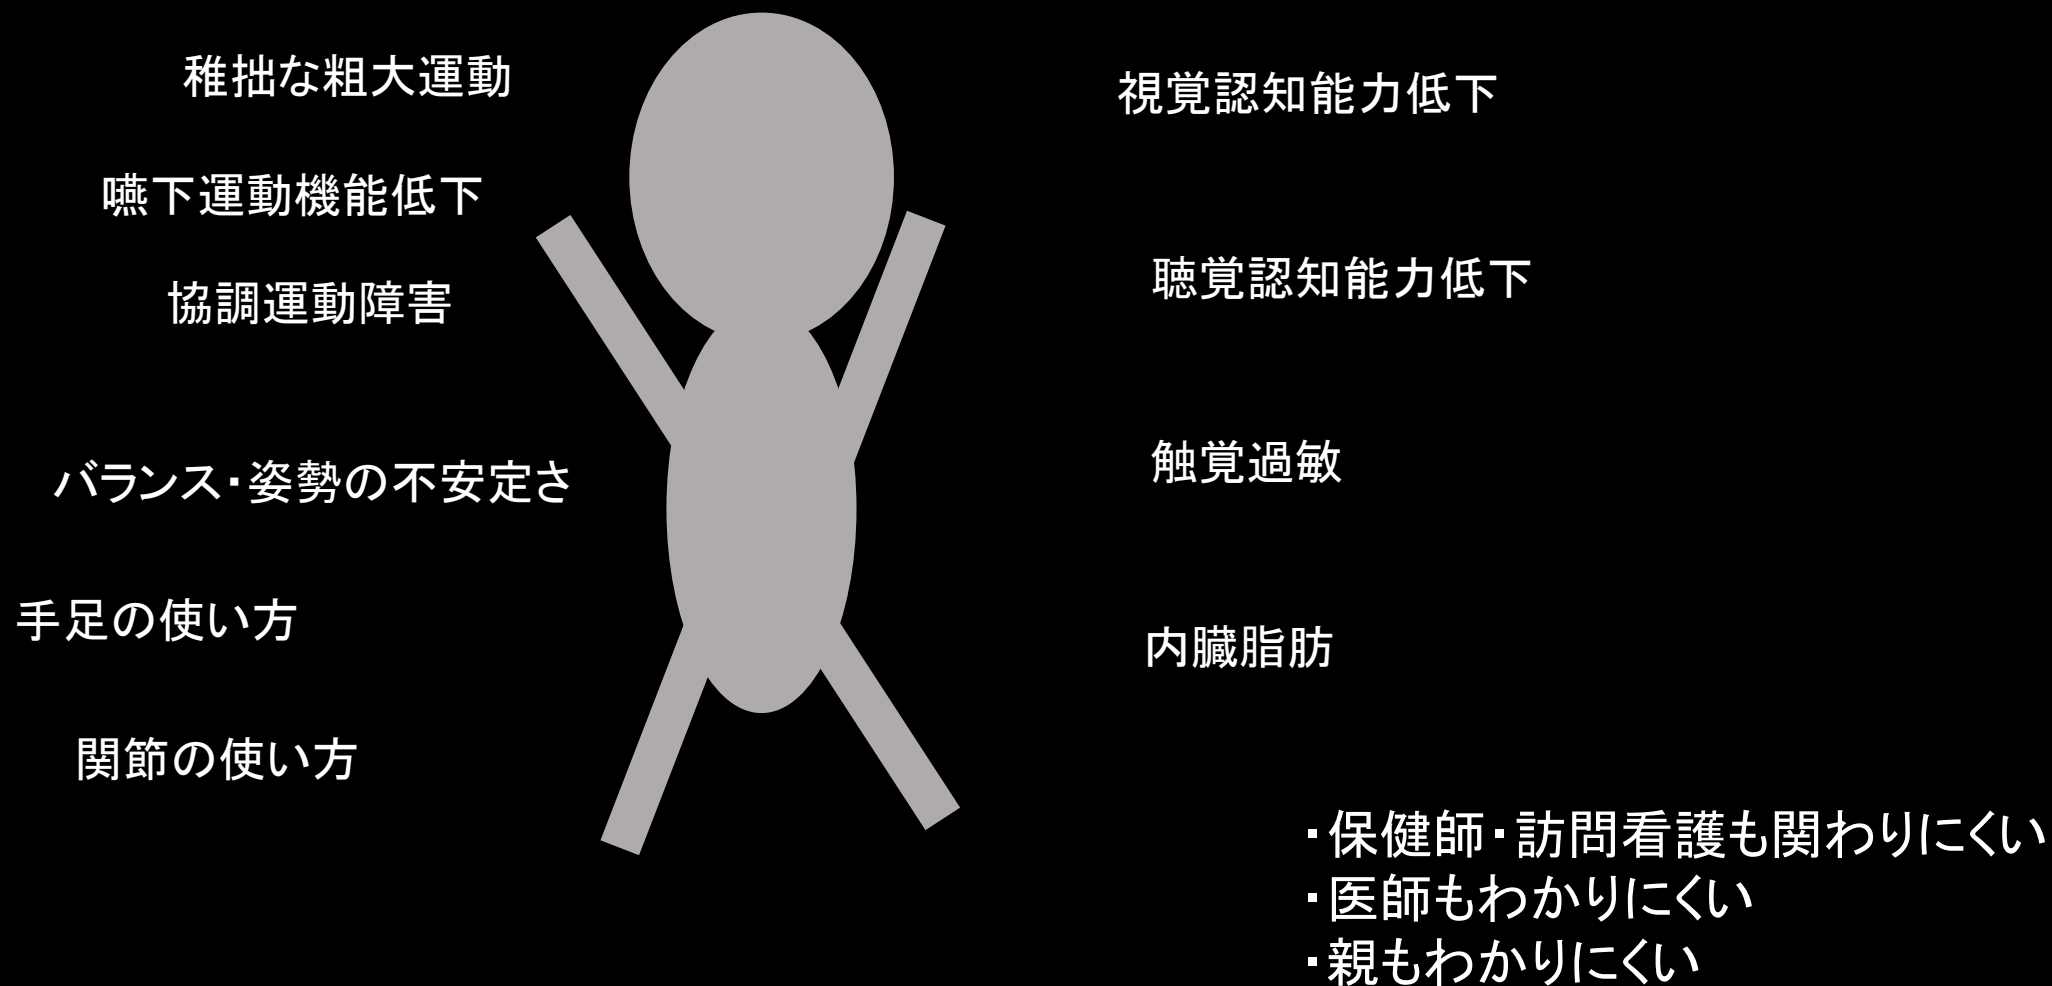 稚拙な粗大運動
嚥下運動機能低下
協調運動障害
バランス・姿勢の不安定さ
手足の使い方
関節の使い方
視覚認知能力低下
聴覚認知能力低下
触覚過敏
内臓脂肪
・保健師・訪問看護も関わりにくい
・医師もわかりにくい
・親もわかりにくい